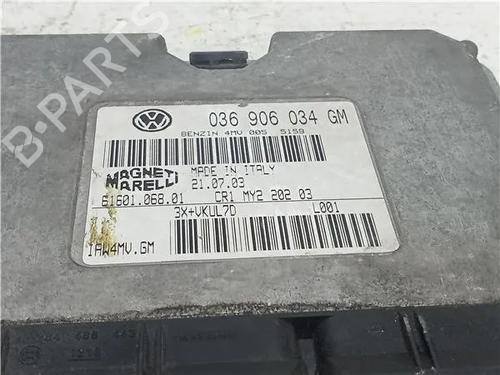 B-PARTS
036 906 034 GM
BENZIN 4MV 005 5159
MAGNETI MARELLI
MADE IN ITALY
21.07.03
61601.068.01 CR1 MY2 202 03
3X+VKUL7D L001
IAW4MV.GM